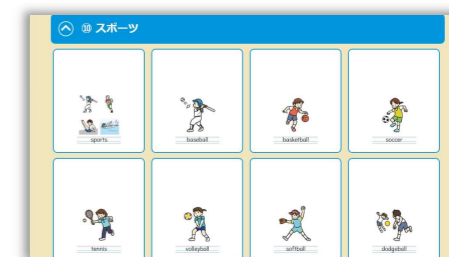 ⑩ スポーツ
sports
baseball
basketball
soccer
tennis
volleyball
softball
dodgeball